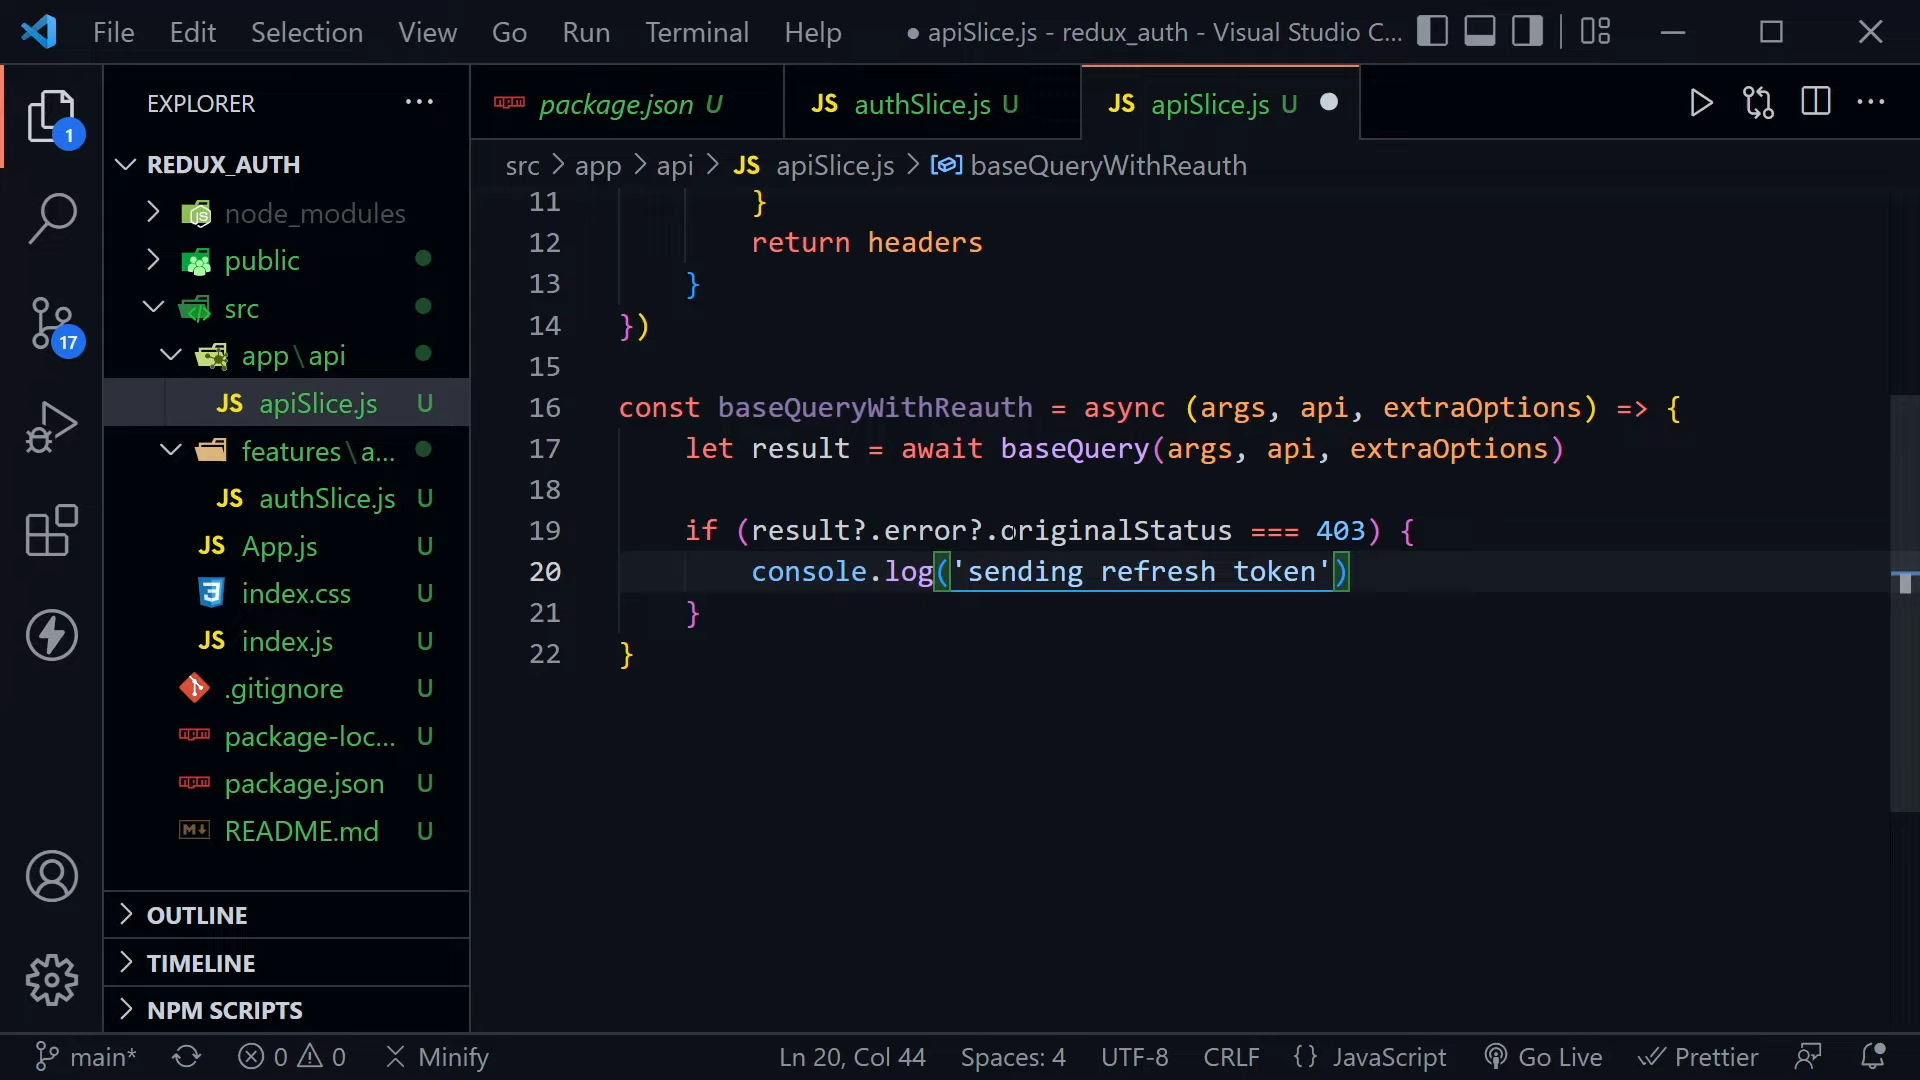 File Edit Selection View Go Run Terminal Help ● apiSlice.js - redux_auth - Visual Studio C...
EXPLORER ...
package.json U
JS authSlice.js U
JS apiSlice.js U ●
src > app > api > JS apiSlice.js > baseQueryWithReauth
1
REDUX_AUTH
node_modules
public
src
17
app\api
JS apiSlice.js U
features\a...
JS authSlice.js U
JS App.js U
index.css U
JS index.js U
.gitignore U
package-loc... U
package.json U
README.md U
OUTLINE
TIMELINE
NPM SCRIPTS
11 }
12 return headers
13 }
14 })
15
16 const baseQueryWithReauth = async (args, api, extraOptions) => {
17 let result = await baseQuery(args, api, extraOptions)
18
19 if (result?.error?.originalStatus === 403) {
20 console.log('sending refresh token')
21 }
22 }
main* 0 0 Minify Ln 20, Col 44 Spaces: 4 UTF-8 CRLF {} JavaScript Go Live Prettier